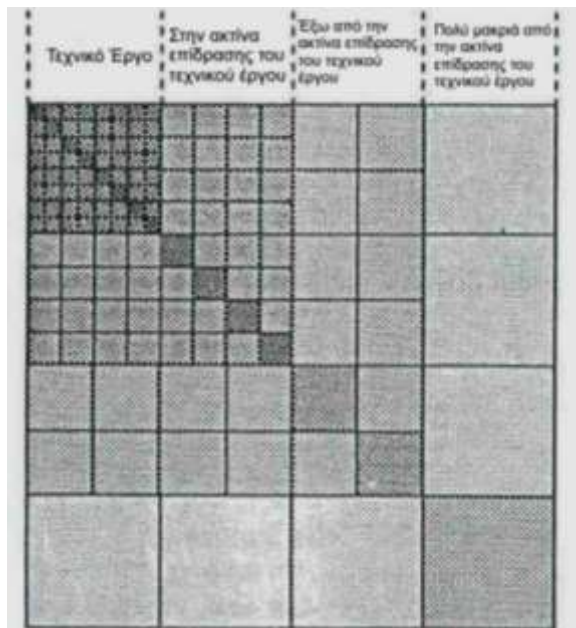 Τεχνικό Έργο
Στην ακτίνα
επίδρασης του
τεχνικού έργου
Έξω από την
ακτίνα επίδρασης
του τεχνικού
έργου
Πολύ μακριά από
την ακτίνα
επίδρασης του
τεχνικού έργου